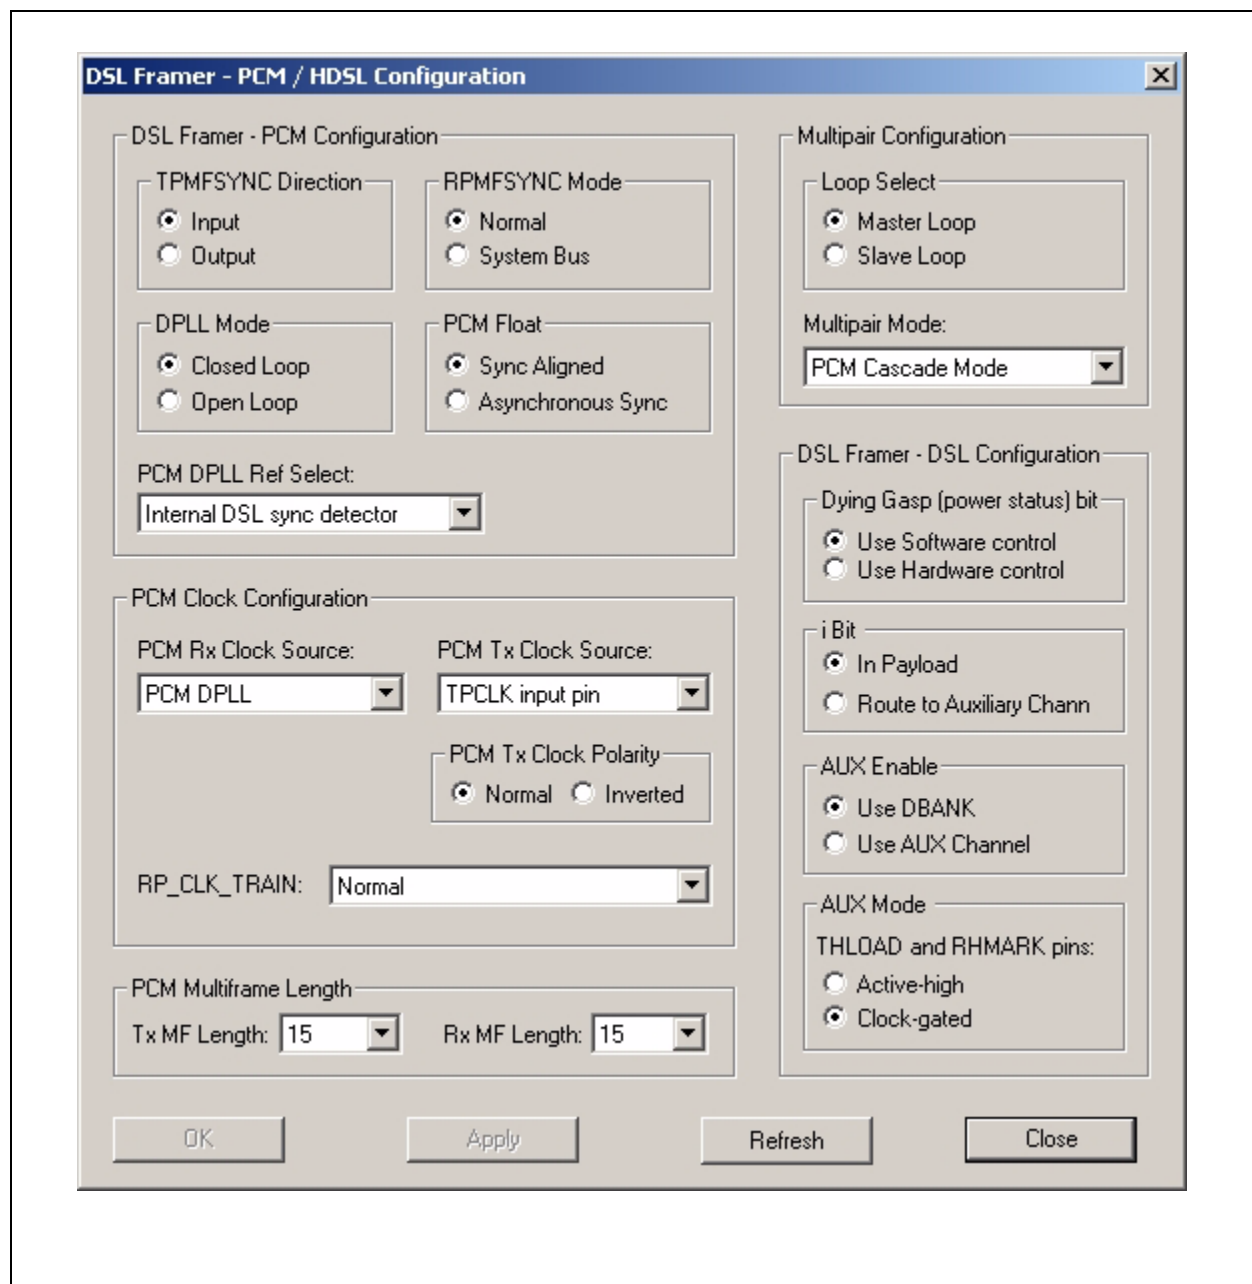 DSL Framer - PCM / HDSL Configuration
DSL Framer - PCM Configuration
TPMFSYNC Direction
Input
Output
RPMFSYNC Mode
Normal
System Bus
DPLL Mode
Closed Loop
Open Loop
PCM Float
Sync Aligned
Asynchronous Sync
PCM DPLL Ref Select:
Internal DSL sync detector
PCM Clock Configuration
PCM Rx Clock Source:
PCM DPLL
PCM Tx Clock Source:
TPCLK input pin
PCM Tx Clock Polarity
Normal Inverted
RP_CLK_TRAIN: Normal
PCM Multiframe Length
Tx MF Length: 15 Rx MF Length: 15
Multipair Configuration
Loop Select
Master Loop
Slave Loop
Multipair Mode:
PCM Cascade Mode
DSL Framer - DSL Configuration
Dying Gasp (power status) bit
Use Software control
Use Hardware control
i Bit
In Payload
Route to Auxiliary Chann
AUX Enable
Use DBANK
Use AUX Channel
AUX Mode
THLOAD and RHMARK pins:
Active-high
Clock-gated
OK Apply Refresh Close